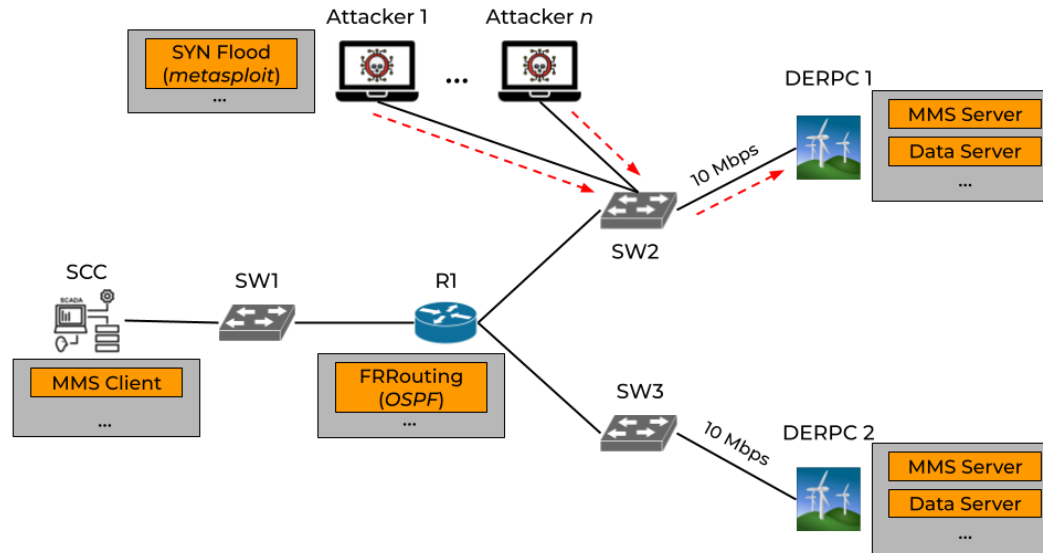 Attacker 1
Attacker n
SYN Flood
(metasploit)
...
...
DERPC 1
MMS Server
Data Server
...
10 Mbps
SW2
SCC
SCADA
MMS Client
...
SW1
R1
FRRouting
(OSPF)
...
SW3
10 Mbps
DERPC 2
MMS Server
Data Server
...